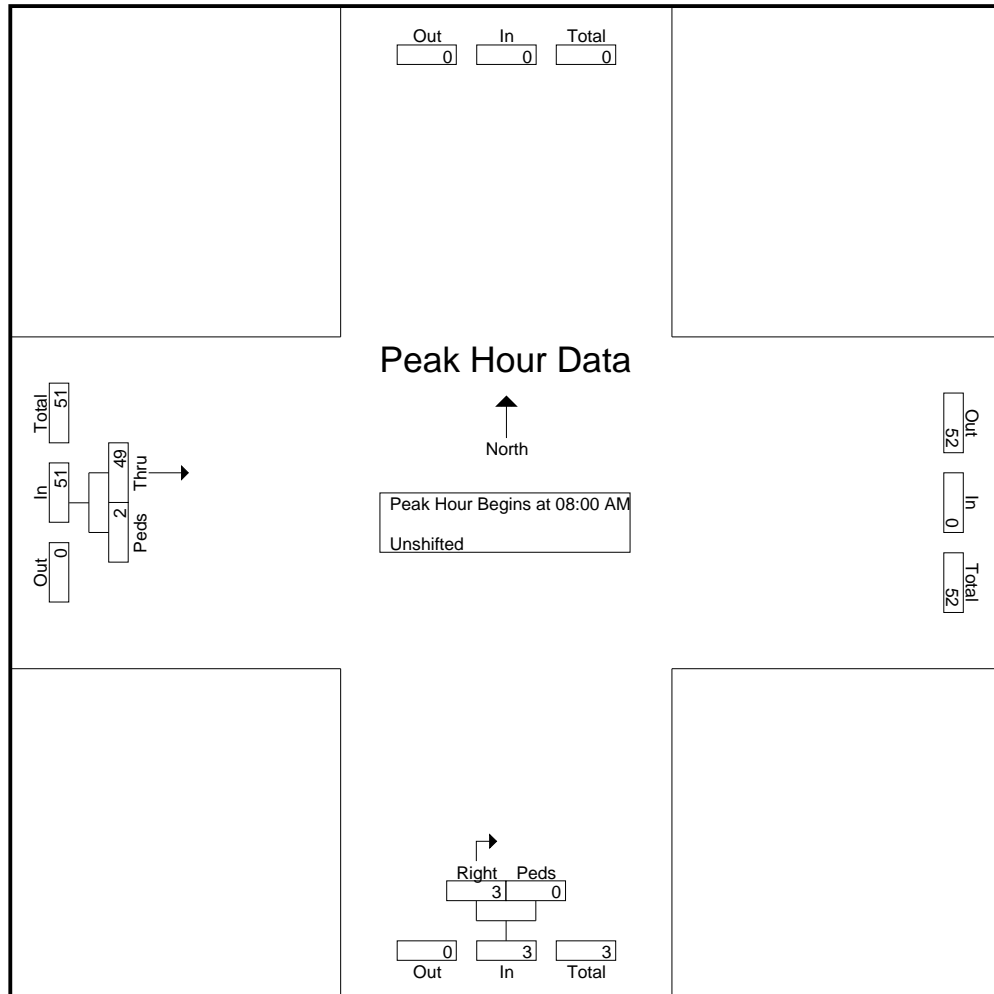 Out In Total
0 0 0
Peak Hour Data
North
Peak Hour Begins at 08:00 AM
Unshifted
Total
51
In
51
Out
0
Thru
49
Peds
2
Out
52
In
0
Total
52
Right Peds
3 0
0 3 3
Out In Total